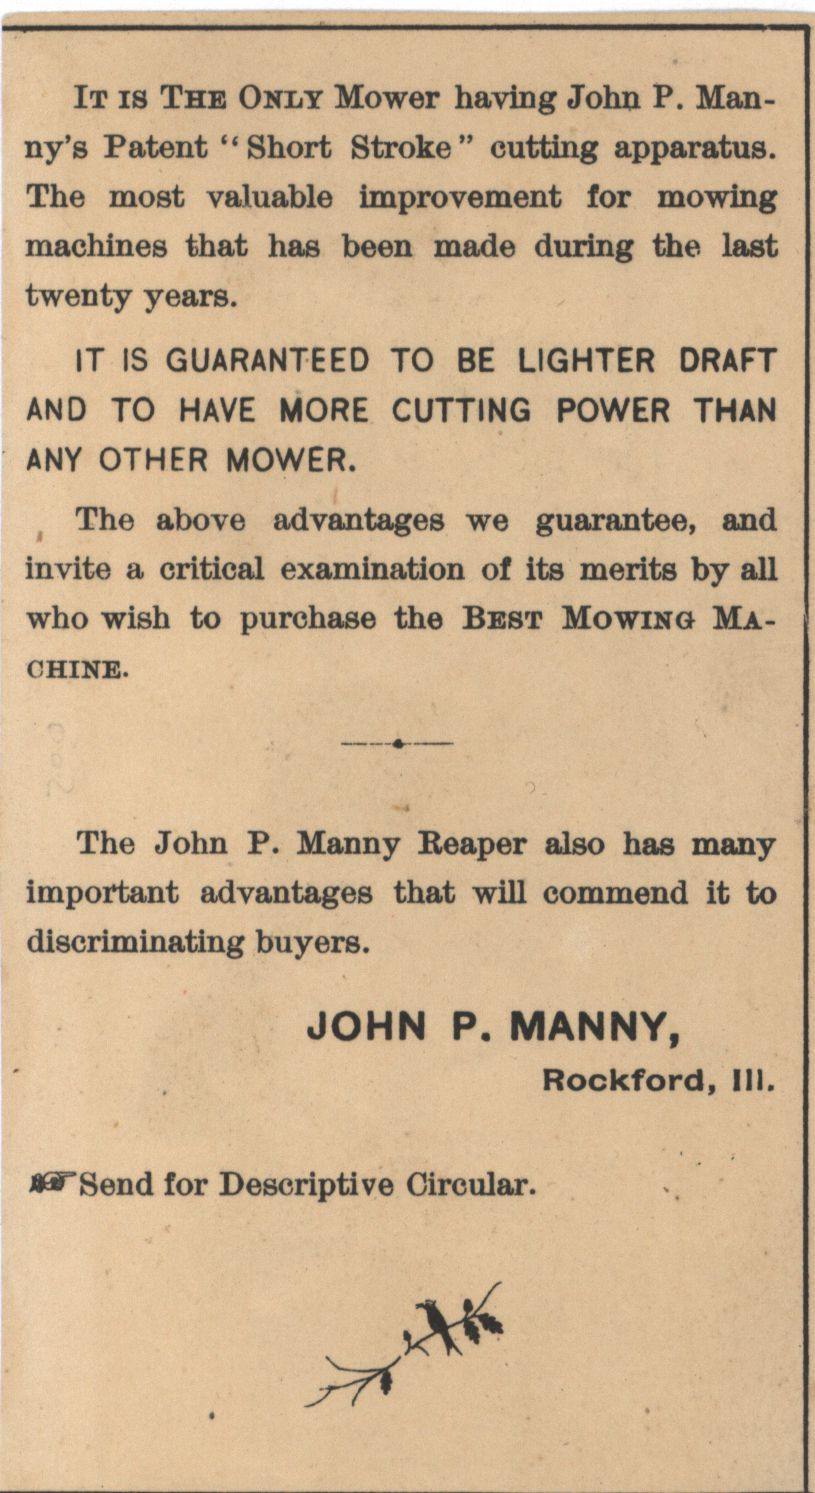 It is The Only Mower having John P. Man-
ny's Patent "Short Stroke" cutting apparatus.
The most valuable improvement for mowing
machines that has been made during the last
twenty years.
IT IS GUARANTEED TO BE LIGHTER DRAFT
AND TO HAVE MORE CUTTING POWER THAN
ANY OTHER MOWER.
The above advantages we guarantee, and
invite a critical examination of its merits by all
who wish to purchase the Best Mowing Ma-
chine.
The John P. Manny Reaper also has many
important advantages that will commend it to
discriminating buyers.
JOHN P. MANNY,
Rockford, Ill.
☞ Send for Descriptive Circular.